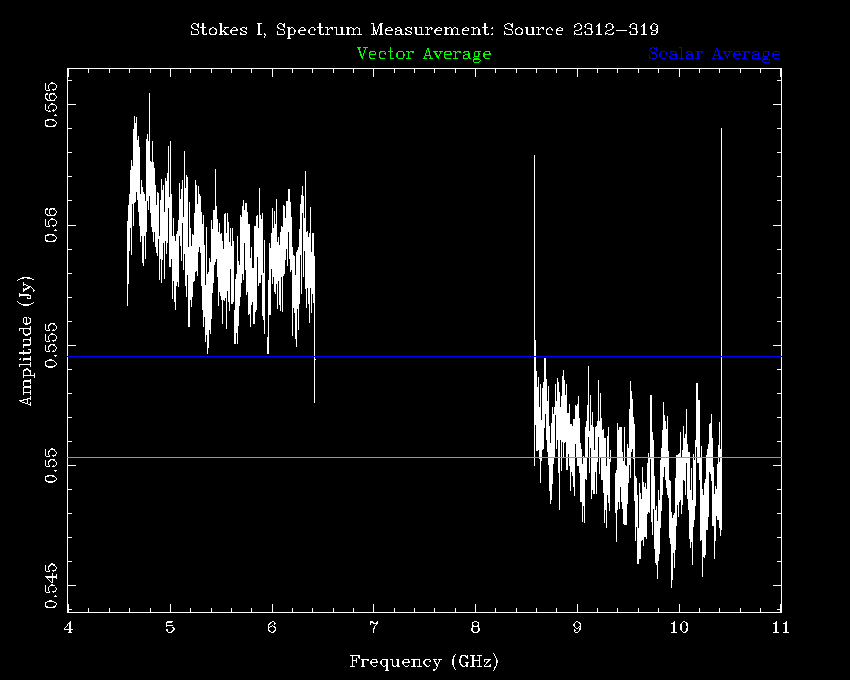 Stokes I, Spectrum Measurement: Source 2312-319
Vector Average Scalar Average
0.565
0.56
0.555
0.55
0.545
Amplitude (Jy)
4 5 6 7 8 9 10 11
Frequency (GHz)